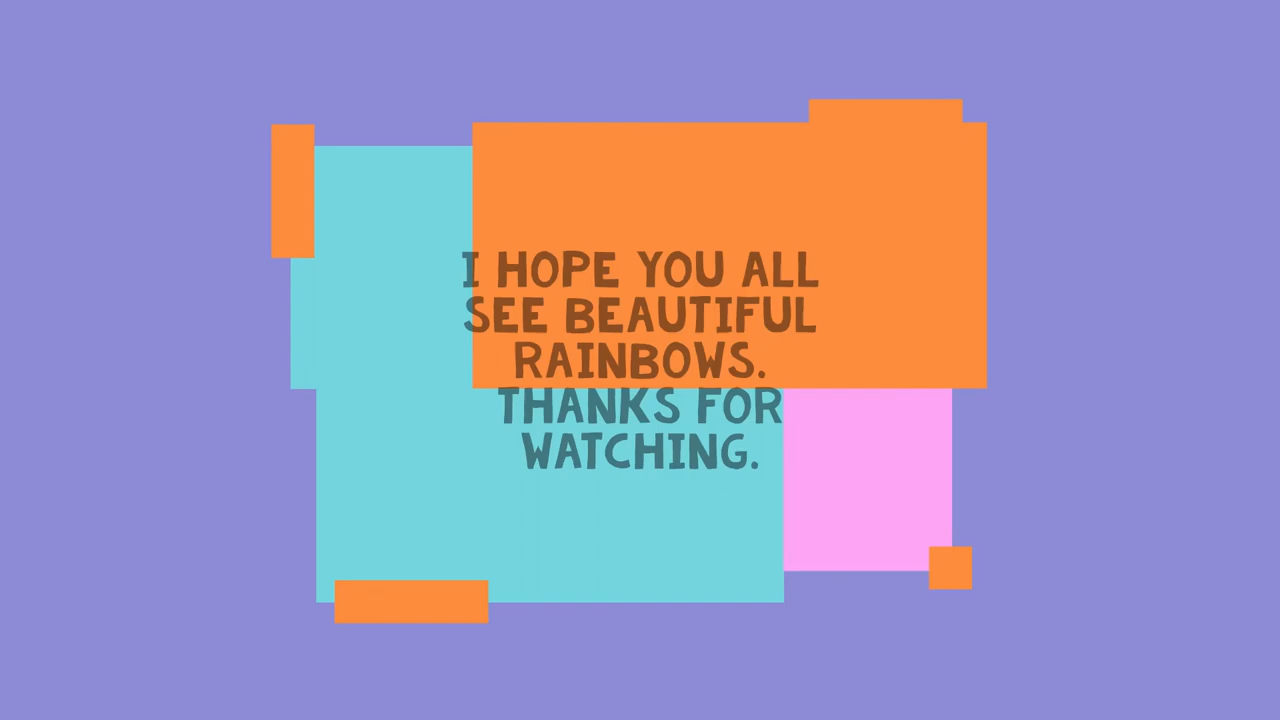 I HOPE YOU ALL
SEE BEAUTIFUL
RAINBOWS.
THANKS FOR
WATCHING.